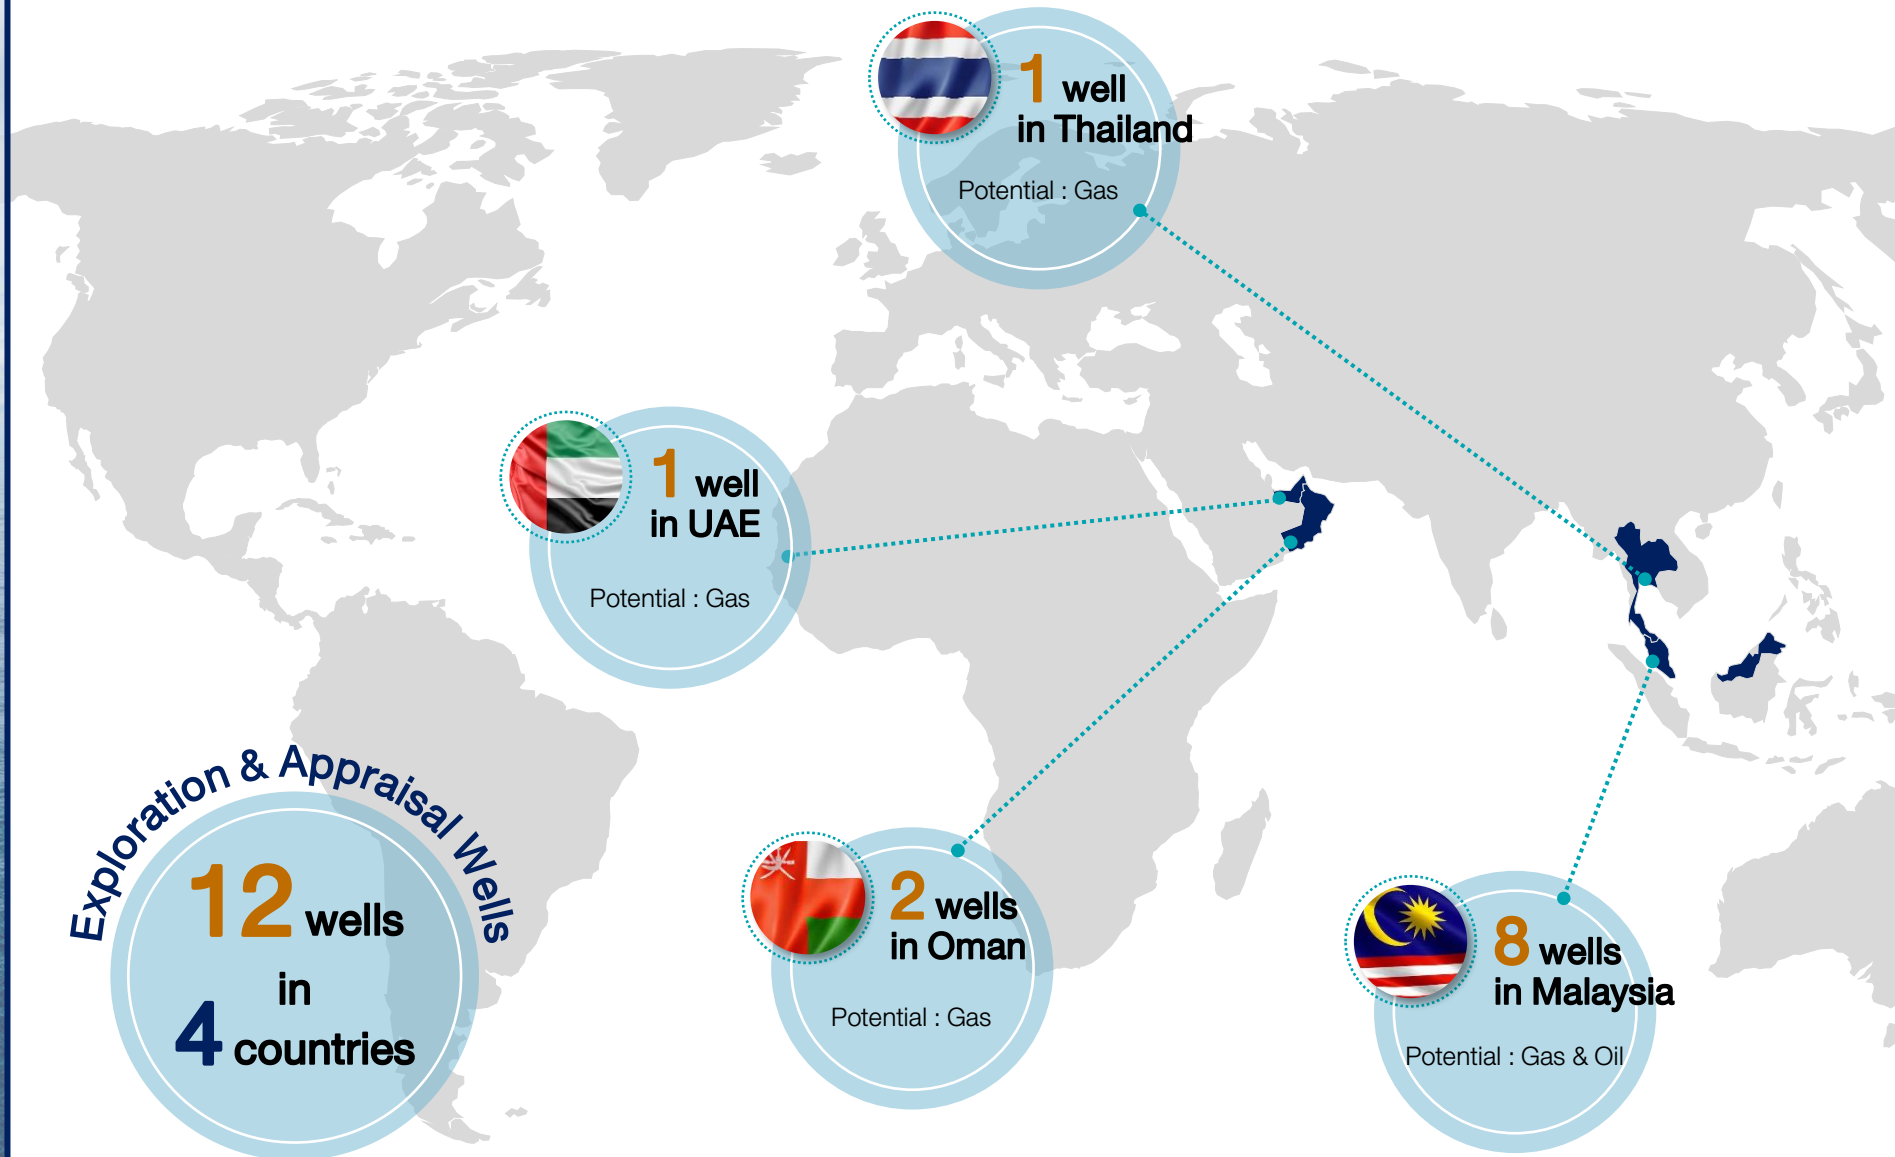 1 well
in Thailand
Potential : Gas
1 well
in UAE
Potential : Gas
Exploration & Appraisal Wells
12 wells
in
4 countries
2 wells
in Oman
Potential : Gas
8 wells
in Malaysia
Potential : Gas & Oil